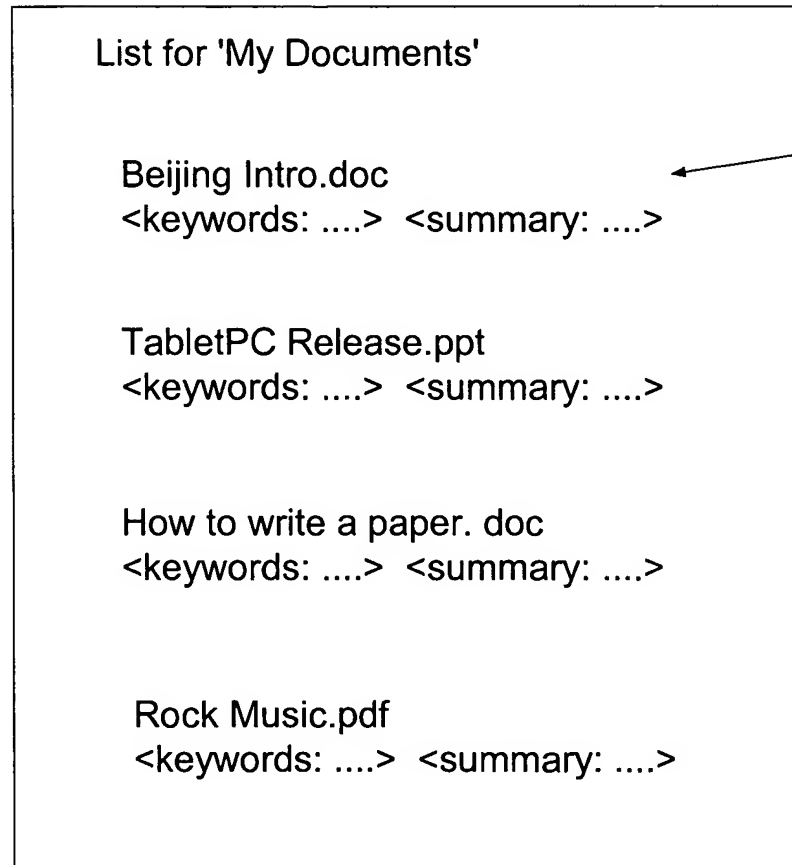 List for 'My Documents'
Beijing Intro.doc
<keywords: ....> <summary: ....>
TabletPC Release.ppt
<keywords: ....> <summary: ....>
How to write a paper. doc
<keywords: ....> <summary: ....>
Rock Music.pdf
<keywords: ....> <summary: ....>